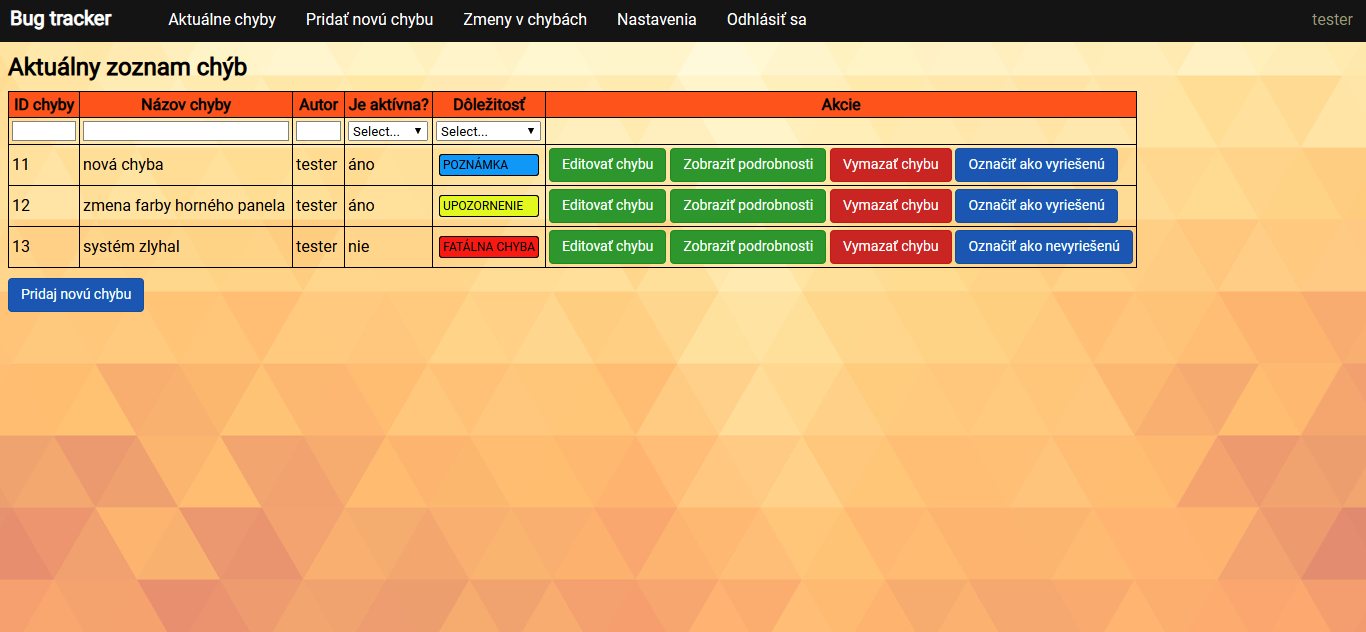 Bug tracker Aktuálne chyby Pridať novú chybu Zmeny v chybách Nastavenia Odhlásiť sa tester
Aktuálny zoznam chýb
ID chyby Názov chyby Autor Je aktívna? Dôležitosť Akcie
Select... Select...
11 nová chyba tester áno POZNÁMKA Editovať chybu Zobraziť podrobnosti Vymazať chybu Označiť ako vyriešenú
12 zmena farby horného panela tester áno UPOZORNENIE Editovať chybu Zobraziť podrobnosti Vymazať chybu Označiť ako vyriešenú
13 systém zlyhal tester nie FATÁLNA CHYBA Editovať chybu Zobraziť podrobnosti Vymazať chybu Označiť ako nevyriešenú
Pridaj novú chybu